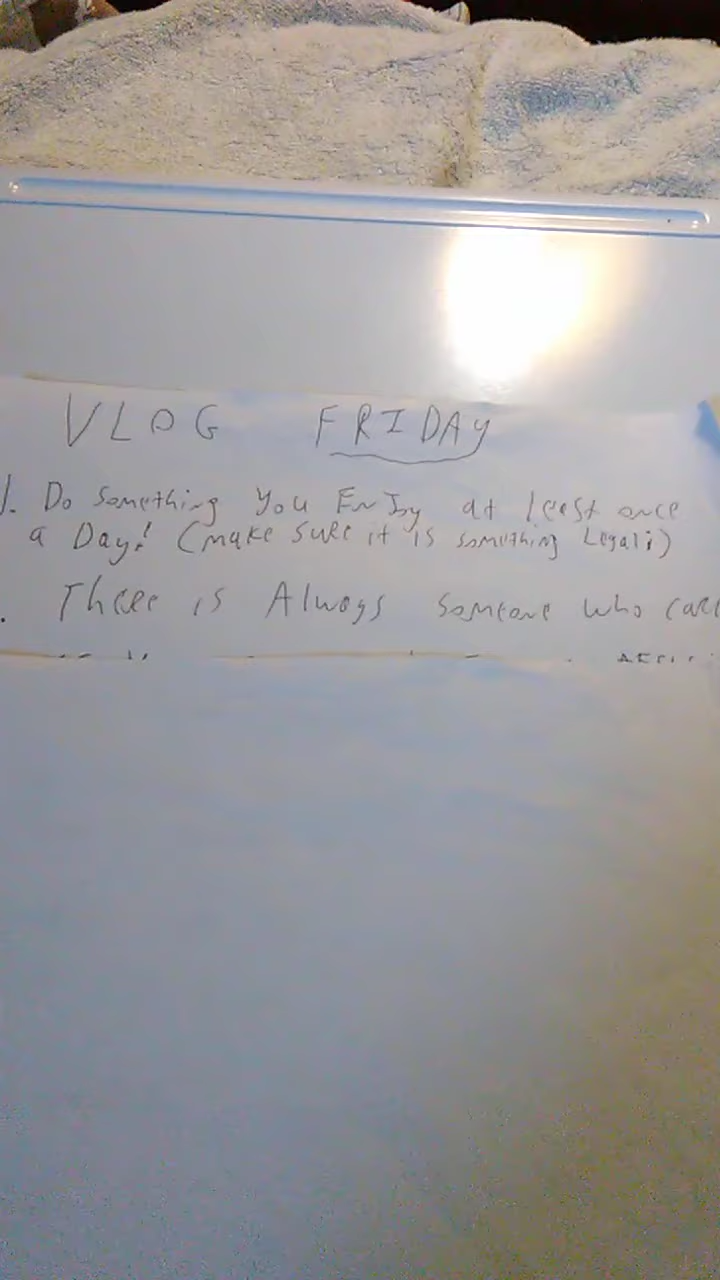 VLOG FRIDAY
1. Do Something You EnJoy at least once
a Day! (make sure it is something Legal;)
. There is Always Someone who care